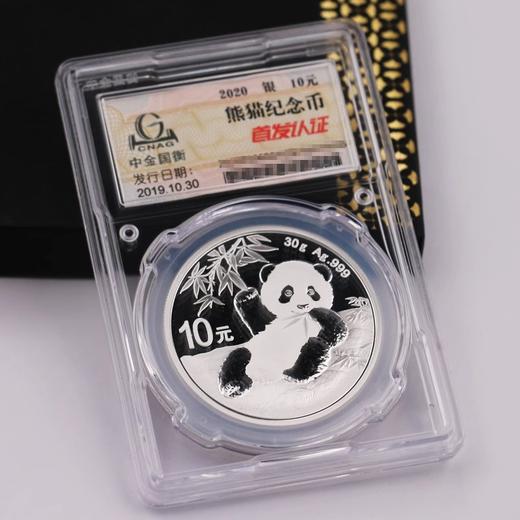 2020 银 10元
熊猫纪念币
首发认证
CNAG
中金国衡
发行日期:
2019.10.30
30g Ag.999
10元